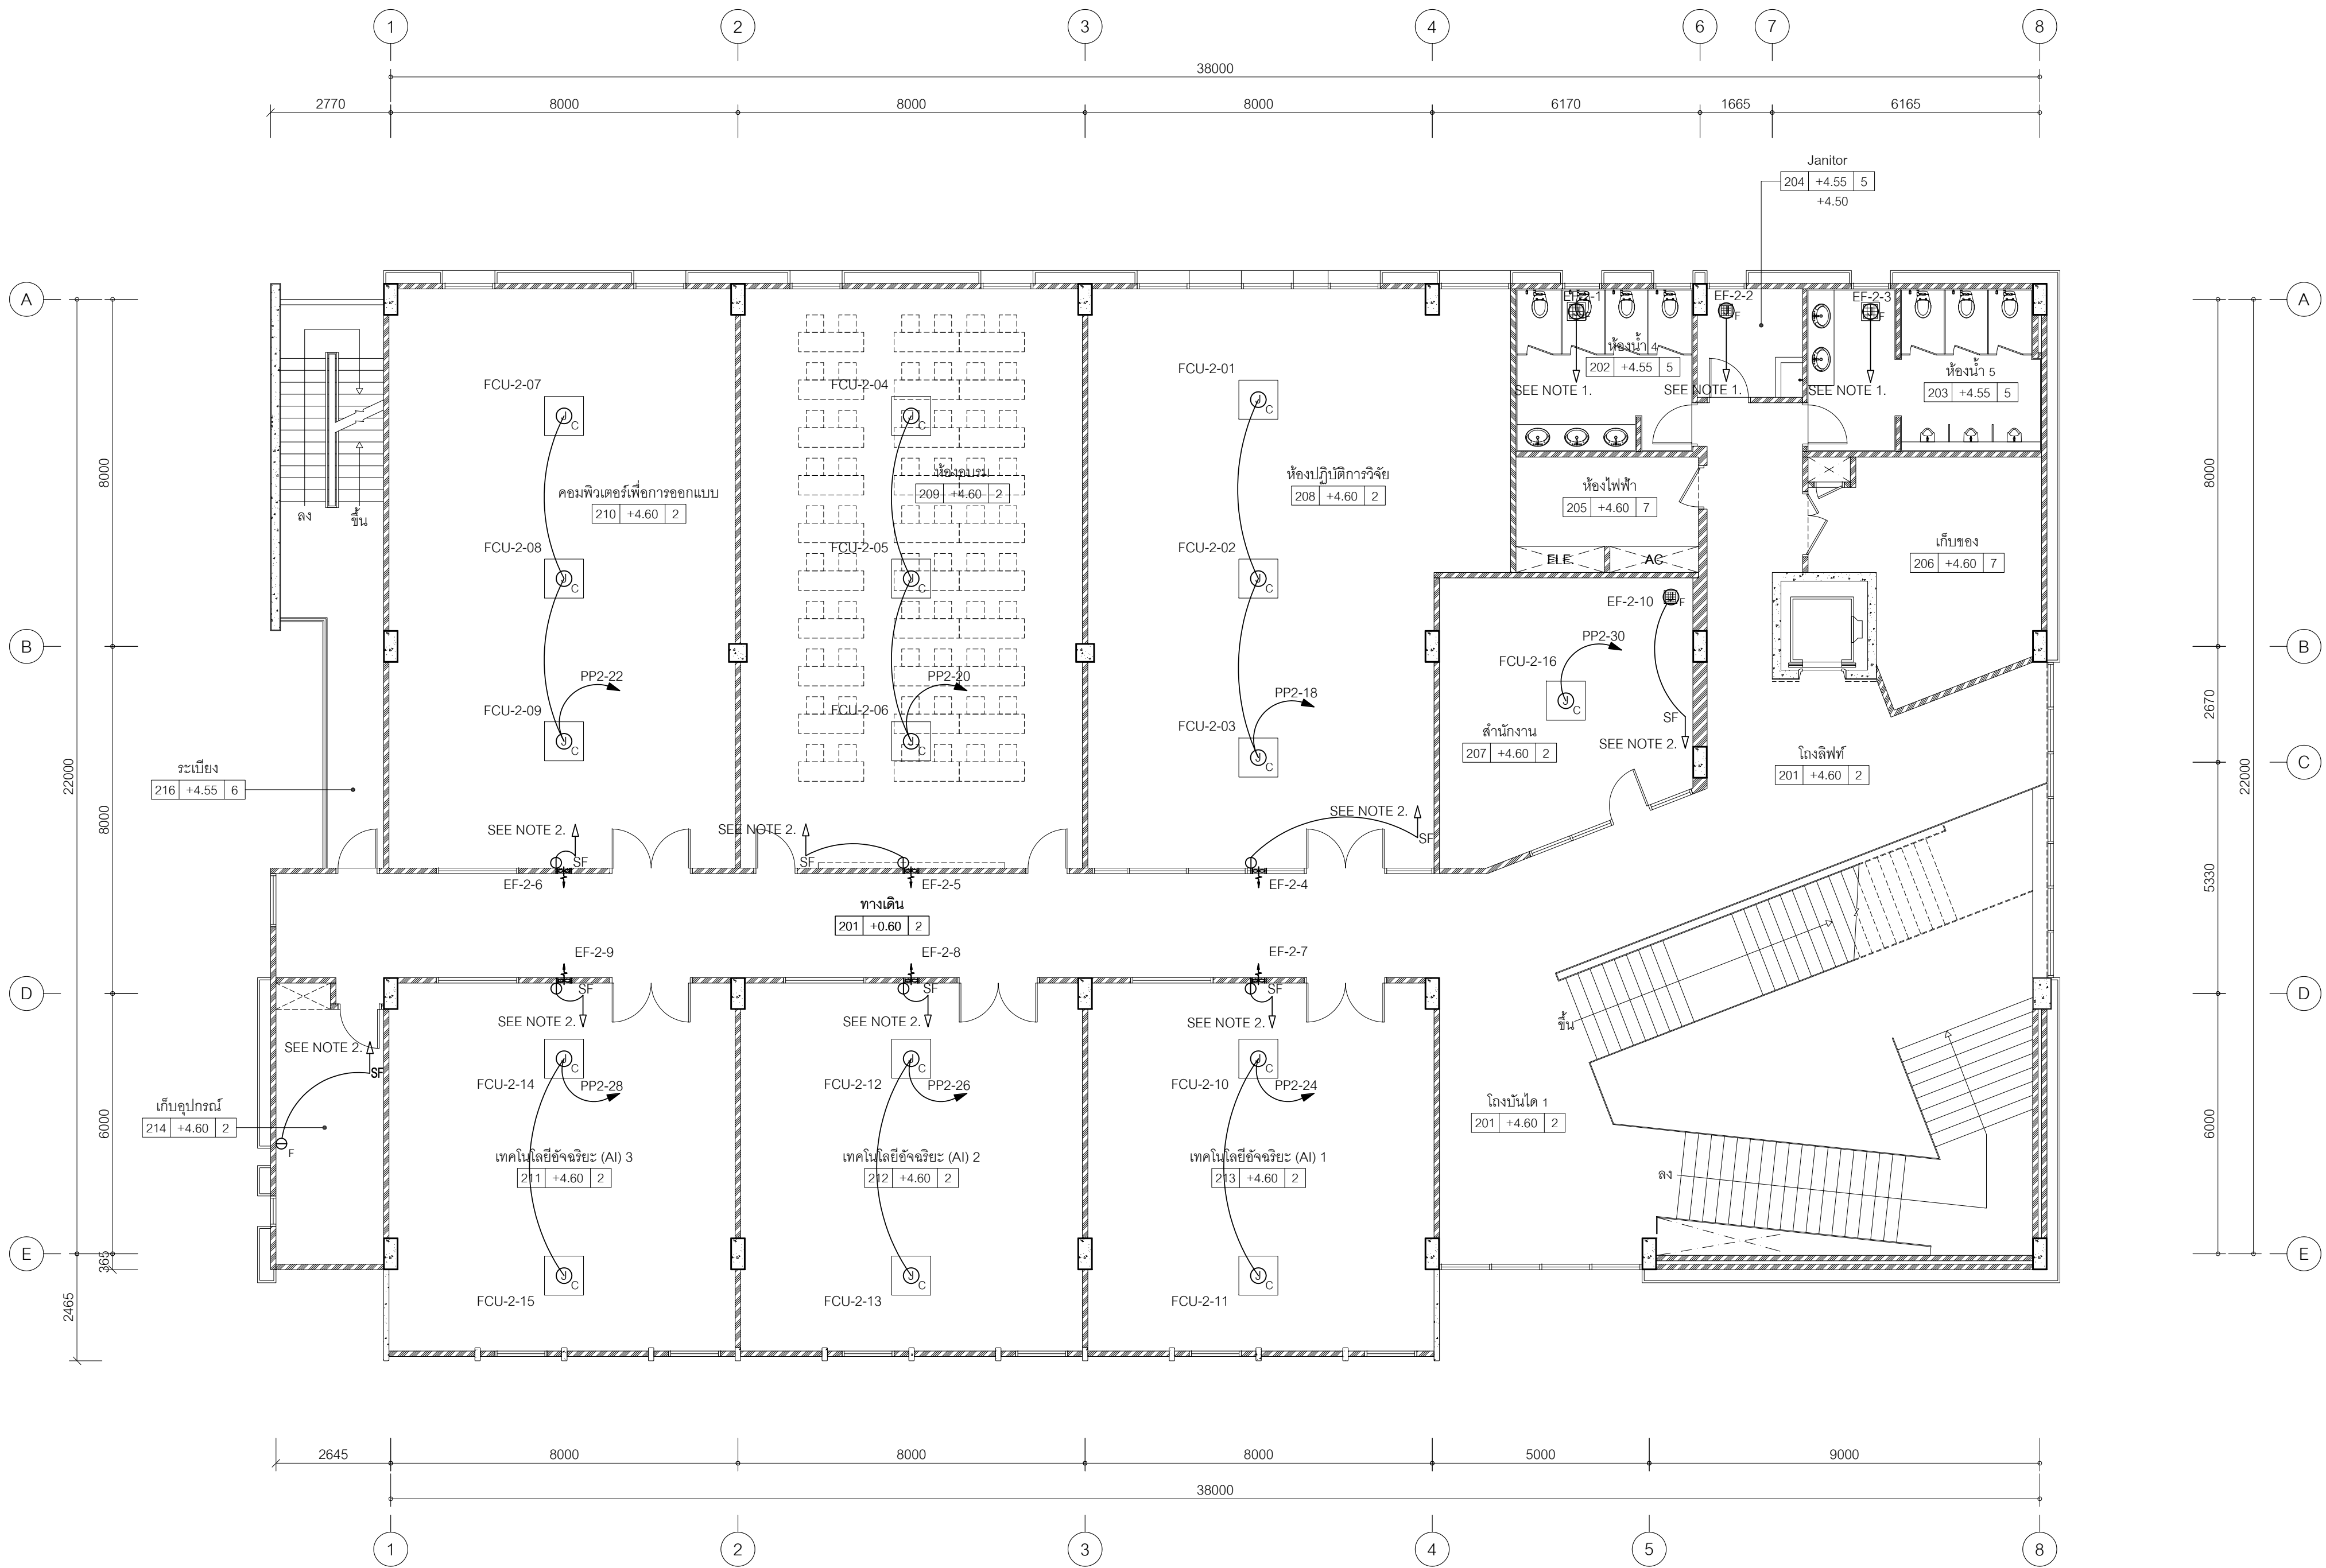 1 2 3 4 6 7 8
38000
2770 8000 8000 8000 6170 1665 6165
Janitor
204 +4.55 5
+4.50
A A
EF-2-1 EF-2-2 EF-2-3
F F F
ห้องน้ำ 4
202 +4.55 5
ห้องน้ำ 5
203 +4.55 5
SEE NOTE 1. SEE NOTE 1. SEE NOTE 1.
FCU-2-07 FCU-2-04 FCU-2-01
J C J C J C
8000 8000
คอมพิวเตอร์เพื่อการออกแบบ
210 +4.60 2
ห้องอบรม
209 +4.60 2
ห้องปฏิบัติการวิจัย
208 +4.60 2
ห้องไฟฟ้า
205 +4.60 7
ลง ขึ้น
เก็บของ
206 +4.60 7
ELE. AC
FCU-2-08 FCU-2-05 FCU-2-02
J C J C J C
EF-2-10 F
B B
PP2-30
FCU-2-16
J C
PP2-22 PP2-20 PP2-18
FCU-2-09 FCU-2-06 FCU-2-03
J C J C J C
2670
SF
SEE NOTE 2.
สำนักงาน
207 +4.60 2
โถงลิฟท์
201 +4.60 2
C
ระเบียง
216 +4.55 6
22000 22000
8000
SEE NOTE 2. SEE NOTE 2. SEE NOTE 2.
SF SF SF
EF-2-6 EF-2-5 EF-2-4
5330
ทางเดิน
201 +0.60 2
EF-2-9 EF-2-8 EF-2-7
D D
SF SF SF
SEE NOTE 2. SEE NOTE 2. SEE NOTE 2.
ขึ้น
SEE NOTE 2.
SF
J C J C J C
FCU-2-14 PP2-28 FCU-2-12 PP2-26 FCU-2-10 PP2-24
เก็บอุปกรณ์
214 +4.60 2
F
6000 6000
โถงบันได 1
201 +4.60 2
เทคโนโลยีอัจฉริยะ (AI) 3
211 +4.60 2
เทคโนโลยีอัจฉริยะ (AI) 2
212 +4.60 2
เทคโนโลยีอัจฉริยะ (AI) 1
213 +4.60 2
ลง
E E
365
J C J C J C
FCU-2-15 FCU-2-13 FCU-2-11
2465
2645 8000 8000 8000 5000 9000
38000
1 2 3 4 5 8